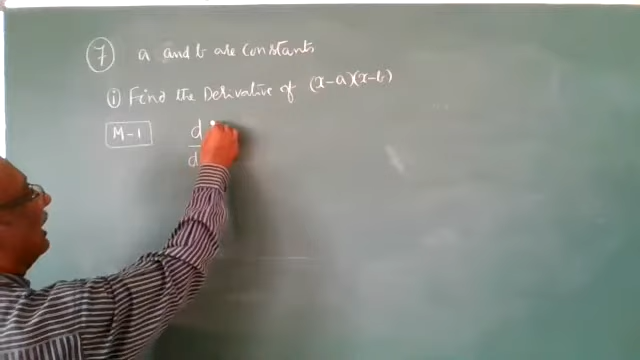 7 a and b are constants
i Find the Derivative of (x-a)(x-b)
M-1 d
d